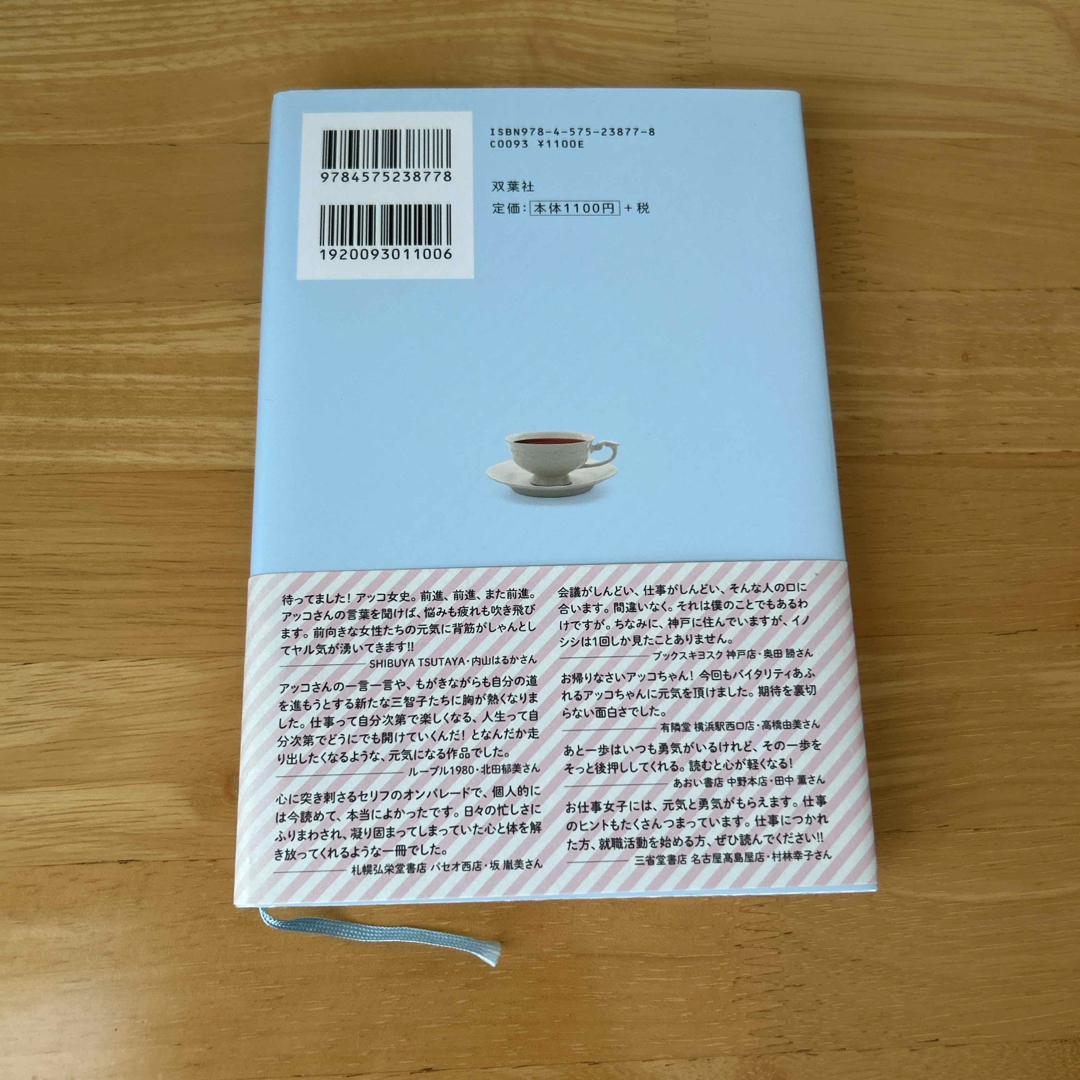 9784575238778
1920093011006
ISBN978-4-575-23877-8
C0093 ¥1100E
双葉社
定価：本体1100円＋税
待ってました！アッコ女史。前進、前進、また前進。
アッコさんの言葉を聞けば、悩みも疲れも吹き飛び
ます。前向きな女性たちの元気に背筋がしゃんとし
てヤル気が湧いてきます!!
SHIBUYA TSUTAYA・内山はるかさん
アッコさんの一言一言や、もがきながらも自分の道
を進もうとする新たな三智子たちに胸が熱くなりま
した。仕事って自分次第で楽しくなる、人生って自
分次第でどうにでも開けていくんだ！となんだか走
り出したくなるような、元気になる作品でした。
ルーブル1980・北田郁美さん
心に突き刺さるセリフのオンパレードで、個人的に
は今読めて、本当によかったです。日々の忙しさに
ふりまわされ、凝り固まってしまっていた心と体を解
き放ってくれるような一冊でした。
札幌弘栄堂書店 パセオ西店・坂 胤美さん
会議がしんどい、仕事がしんどい、そんな人の口に
合います。間違いなく。それは僕のことでもあるわ
けですが。ちなみに、神戸に住んでいますが、イノ
シシは1回しか見たことありません。
ブックスキヨスク 神戸店・奥田 勝さん
お帰りなさいアッコちゃん！今回もバイタリティあふ
れるアッコちゃんに元気を頂けました。期待を裏切
らない面白さでした。
有隣堂 横浜駅西口店・高橋由美さん
あと一歩はいつも勇気がいるけれど、その一歩を
そっと後押ししてくれる。読むと心が軽くなる！
あおい書店 中野本店・田中 薫さん
お仕事女子には、元気と勇気がもらえます。仕事
のヒントもたくさんつまっています。仕事につかれ
た方、就職活動を始める方、ぜひ読んでください!!
三省堂書店 名古屋髙島屋店・村林幸子さん